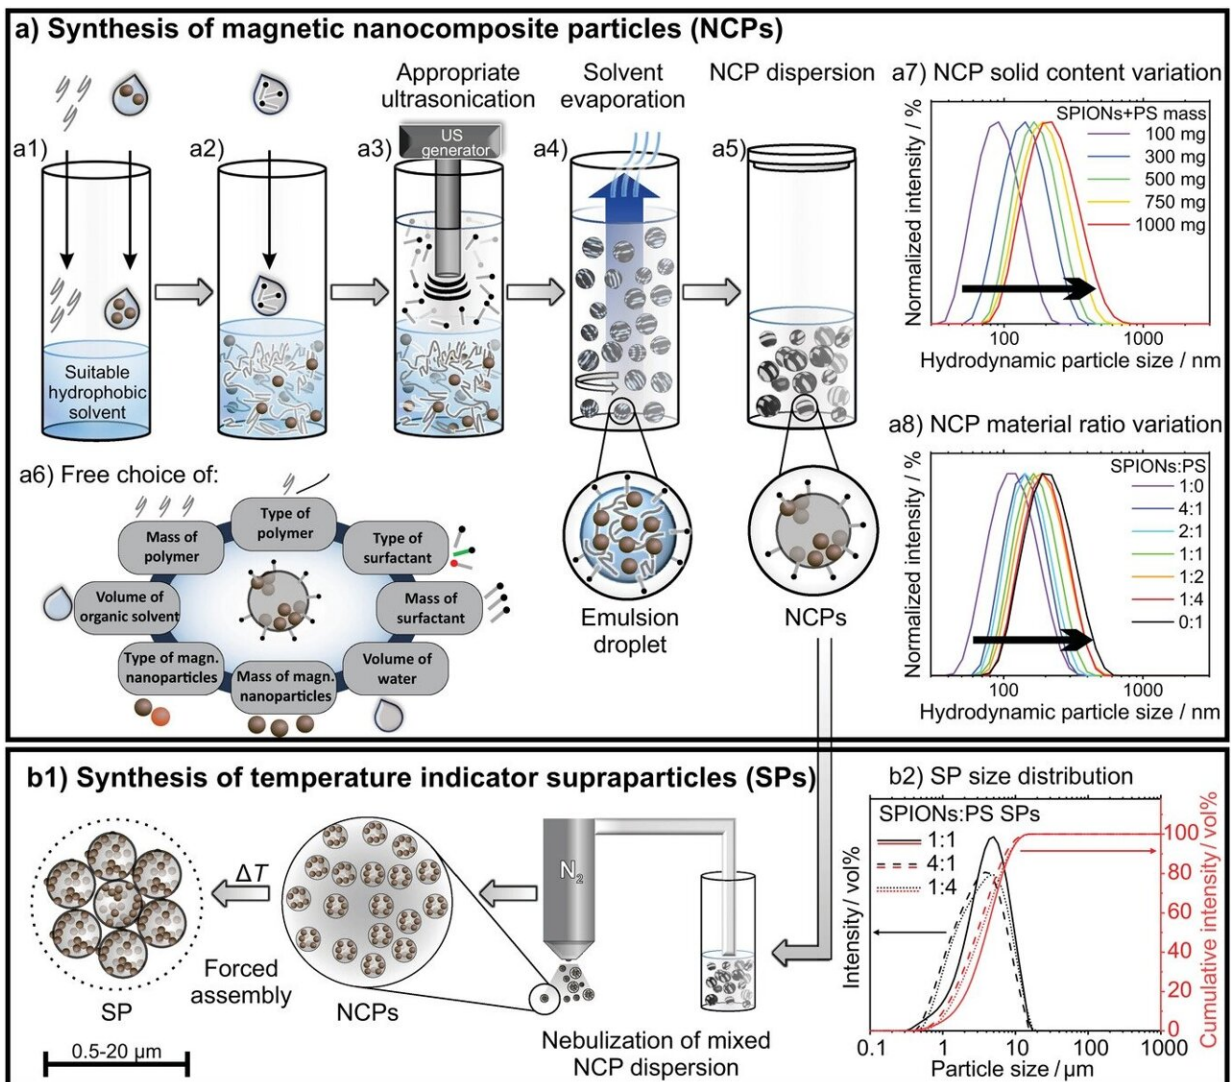 a) Synthesis of magnetic nanocomposite particles (NCPs)
Appropriate
ultrasonication
Solvent
evaporation
NCP dispersion
a1)
a2)
a3)
US
generator
a4)
a5)
Suitable
hydrophobic
solvent
a6) Free choice of:
Mass of
polymer
Type of
polymer
Type of
surfactant
Volume of
organic solvent
Mass of
surfactant
Type of magn.
nanoparticles
Mass of magn.
nanoparticles
Volume of
water
Emulsion
droplet
NCPs
a7) NCP solid content variation
Normalized intensity / %
SPIONs+PS mass
100 mg
300 mg
500 mg
750 mg
1000 mg
100
1000
Hydrodynamic particle size / nm
a8) NCP material ratio variation
Normalized intensity / %
SPIONs:PS
1:0
4:1
2:1
1:1
1:2
1:4
0:1
100
1000
Hydrodynamic particle size / nm
b1) Synthesis of temperature indicator supraparticles (SPs)
ΔT
Forced
assembly
SP
0.5-20 µm
NCPs
N2
Nebulization of mixed
NCP dispersion
b2) SP size distribution
Intensity / vol%
SPIONs:PS SPs
1:1
4:1
1:4
100
80
60
40
20
0
Cumulative intensity / vol%
0.1
1
10
100
1000
Particle size / µm